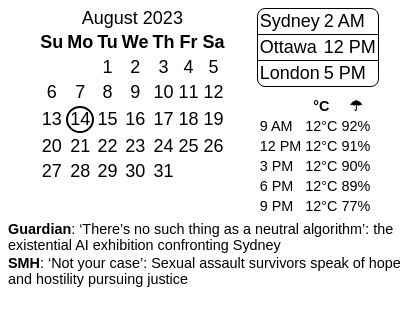 August 2023
Su Mo Tu We Th Fr Sa
1 2 3 4 5
6 7 8 9 10 11 12
13 14 15 16 17 18 19
20 21 22 23 24 25 26
27 28 29 30 31
Sydney 2 AM
Ottawa 12 PM
London 5 PM
°C ☂
9 AM 12°C 92%
12 PM 12°C 91%
3 PM 12°C 90%
6 PM 12°C 89%
9 PM 12°C 77%
Guardian: ‘There’s no such thing as a neutral algorithm’: the
existential AI exhibition confronting Sydney
SMH: ‘Not your case’: Sexual assault survivors speak of hope
and hostility pursuing justice